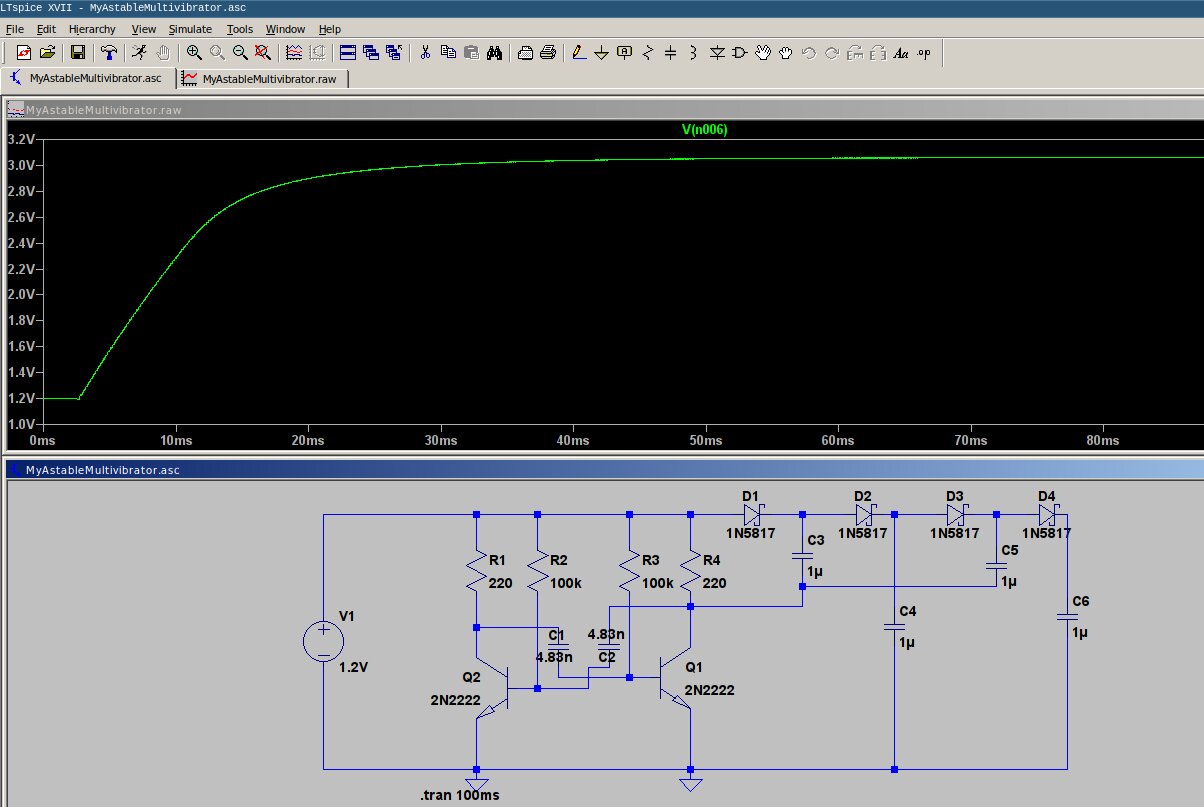 LTspice XVII - MyAstableMultivibrator.asc
File Edit Hierarchy View Simulate Tools Window Help
MyAstableMultivibrator.asc MyAstableMultivibrator.raw
MyAstableMultivibrator.raw
V(n006)
3.2V
3.0V
2.8V
2.6V
2.4V
2.2V
2.0V
1.8V
1.6V
1.4V
1.2V
1.0V
0ms 10ms 20ms 30ms 40ms 50ms 60ms 70ms 80ms
MyAstableMultivibrator.asc
D1 D2 D3 D4
1N5817 1N5817 1N5817 1N5817
C3
1µ
C5
1µ
R1
220
R2
100k
R3
100k
R4
220
C4
1µ
C6
1µ
V1
1.2V
C1
4.83n
4.83n
C2
Q2
2N2222
Q1
2N2222
.tran 100ms